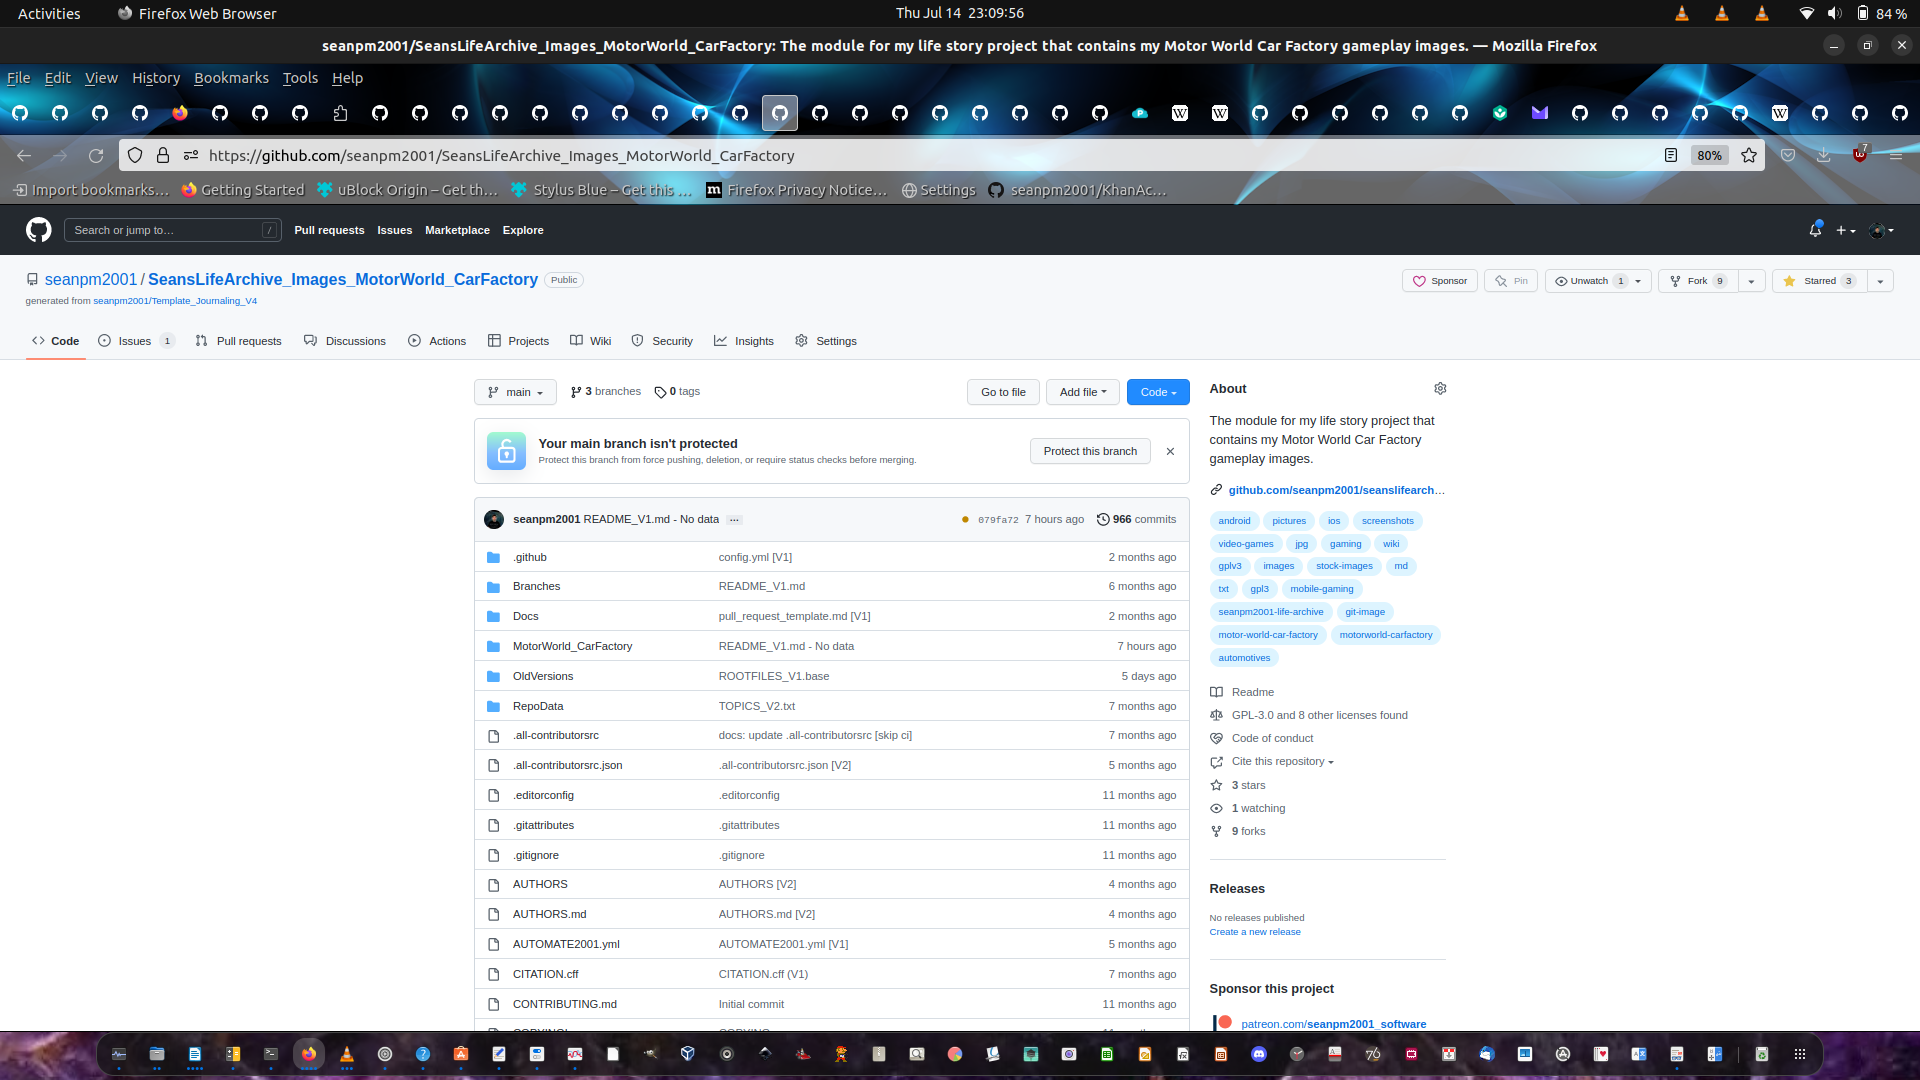 Activities Firefox Web Browser Thu Jul 14 23:09:56 84 %
seanpm2001/SeansLifeArchive_Images_MotorWorld_CarFactory: The module for my life story project that contains my Motor World Car Factory gameplay images. — Mozilla Firefox
File Edit View History Bookmarks Tools Help
https://github.com/seanpm2001/SeansLifeArchive_Images_MotorWorld_CarFactory 80% 7
Import bookmarks... Getting Started uBlock Origin – Get th... Stylus Blue – Get this ... Firefox Privacy Notice... Settings seanpm2001/KhanAc...
Search or jump to... / Pull requests Issues Marketplace Explore
seanpm2001 / SeansLifeArchive_Images_MotorWorld_CarFactory Public Sponsor Pin Unwatch 1 Fork 9 Starred 3
generated from seanpm2001/Template_Journaling_V4
Code Issues 1 Pull requests Discussions Actions Projects Wiki Security Insights Settings
main 3 branches 0 tags Go to file Add file Code
Your main branch isn't protected
Protect this branch from force pushing, deletion, or require status checks before merging.
Protect this branch
seanpm2001 README_V1.md - No data ... 079fa72 7 hours ago 966 commits
.github config.yml [V1] 2 months ago
Branches README_V1.md 6 months ago
Docs pull_request_template.md [V1] 2 months ago
MotorWorld_CarFactory README_V1.md - No data 7 hours ago
OldVersions ROOTFILES_V1.base 5 days ago
RepoData TOPICS_V2.txt 7 months ago
.all-contributorsrc docs: update .all-contributorsrc [skip ci] 7 months ago
.all-contributorsrc.json .all-contributorsrc.json [V2] 5 months ago
.editorconfig .editorconfig 11 months ago
.gitattributes .gitattributes 11 months ago
.gitignore .gitignore 11 months ago
AUTHORS AUTHORS [V2] 4 months ago
AUTHORS.md AUTHORS.md [V2] 4 months ago
AUTOMATE2001.yml AUTOMATE2001.yml [V1] 5 months ago
CITATION.cff CITATION.cff (V1) 7 months ago
CONTRIBUTING.md Initial commit 11 months ago
About
The module for my life story project that
contains my Motor World Car Factory
gameplay images.
github.com/seanpm2001/seanslifearch...
android pictures ios screenshots
video-games jpg gaming wiki
gplv3 images stock-images md
txt gpl3 mobile-gaming
seanpm2001-life-archive git-image
motor-world-car-factory motorworld-carfactory
automotives
Readme
GPL-3.0 and 8 other licenses found
Code of conduct
Cite this repository
3 stars
1 watching
9 forks
Releases
No releases published
Create a new release
Sponsor this project
patreon.com/seanpm2001_software